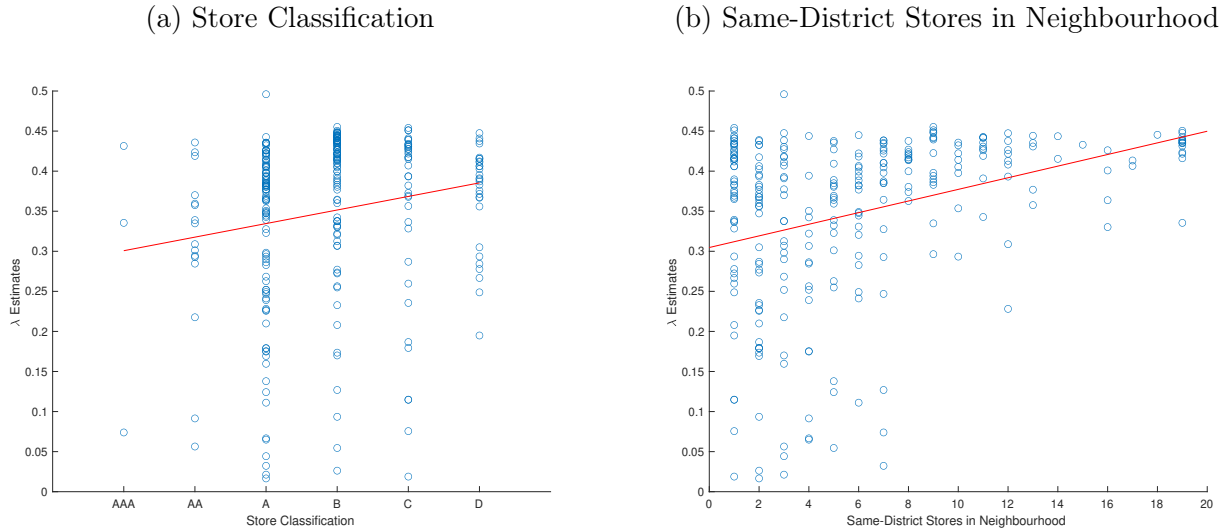 (a) Store Classification
0.5
0.45
0.4
0.35
0.3
0.25
0.2
0.15
0.1
0.05
0
λ Estimates
AAA AA A B C D
Store Classification
(b) Same-District Stores in Neighbourhood
0.5
0.45
0.4
0.35
0.3
0.25
0.2
0.15
0.1
0.05
0
λ Estimates
0 2 4 6 8 10 12 14 16 18 20
Same-District Stores in Neighbourhood